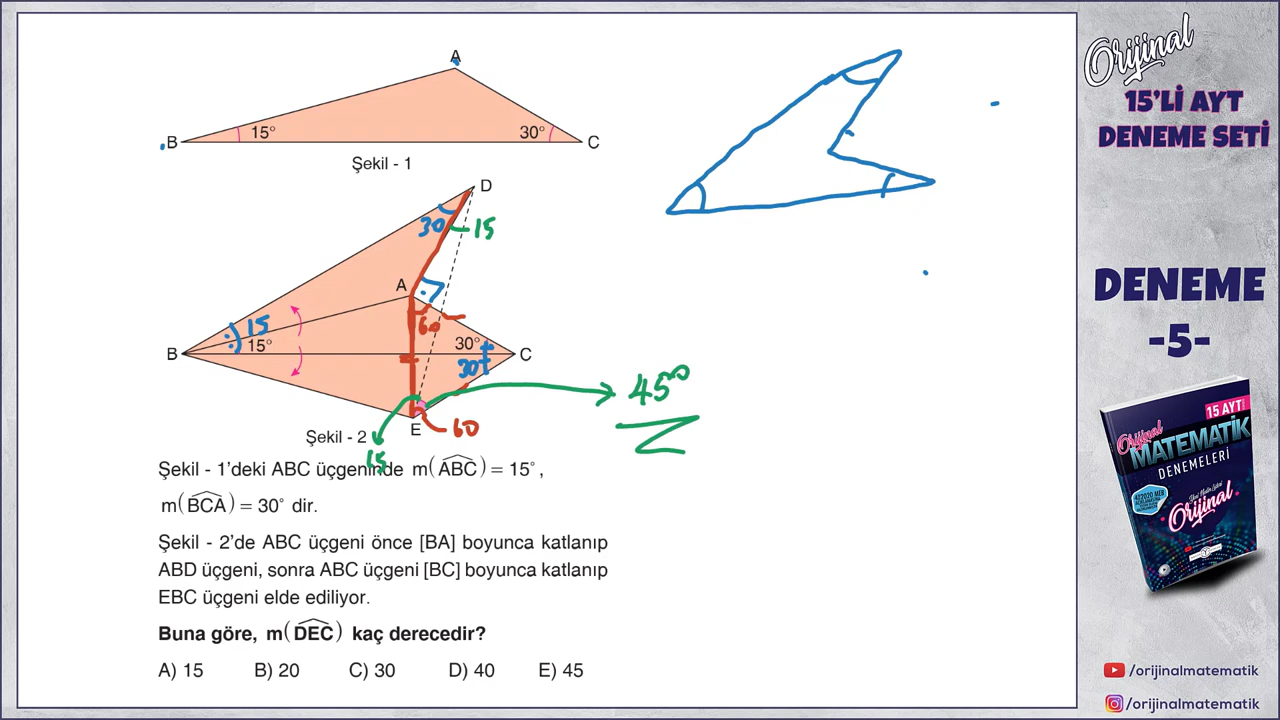 A
B
15°
30°
C
Şekil - 1
D
30
15
A
60
B
15
15°
30°
30
C
45°
E
60
Şekil - 2
15
Şekil - 1'deki ABC üçgeninde m(ABC) = 15°,
m(BCA) = 30° dir.
Şekil - 2'de ABC üçgeni önce [BA] boyunca katlanıp
ABD üçgeni, sonra ABC üçgeni [BC] boyunca katlanıp
EBC üçgeni elde ediliyor.
Buna göre, m(DEC) kaç derecedir?
A) 15 B) 20 C) 30 D) 40 E) 45
Orijinal
15'Lİ AYT
DENEME SETİ
DENEME
-5-
15 AYT
Orijinal
MATEMATİK
DENEMELERİ
Orijinal
/orijinalmatematik
/orijinalmatematik